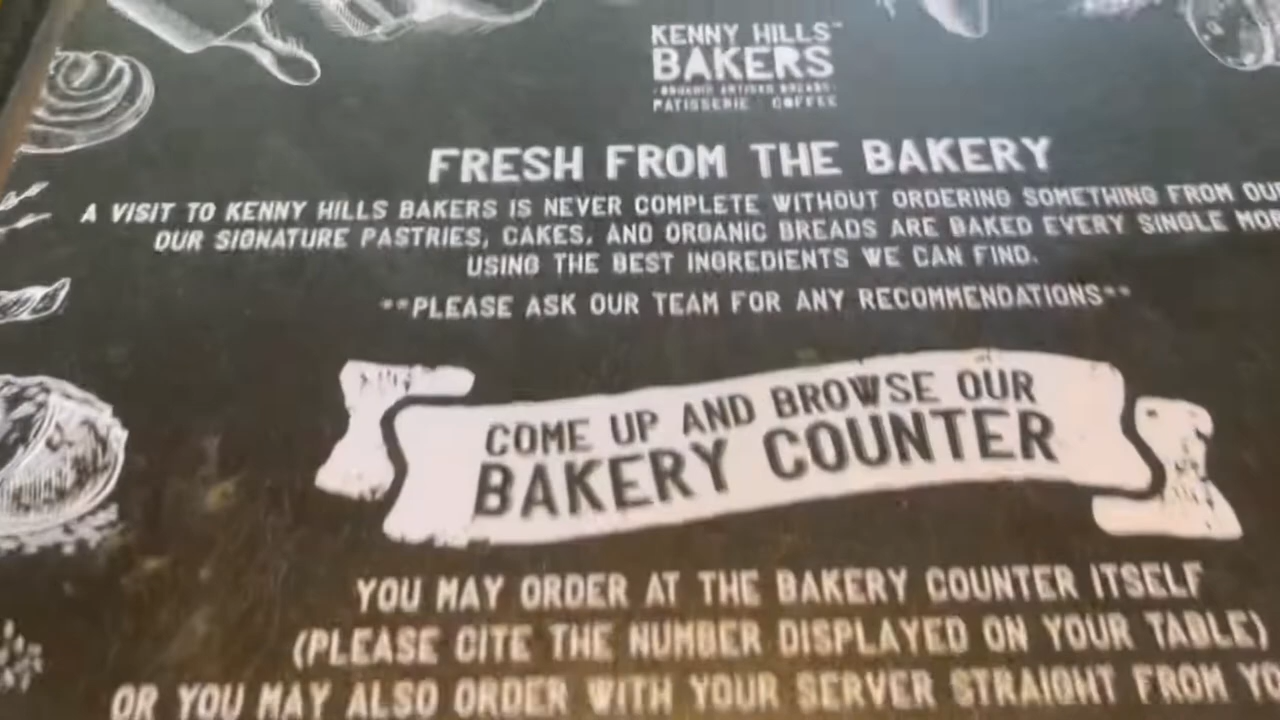 KENNY HILLS™
BAKERS
· ORGANIC ARTISAN BREADS ·
PATISSERIE · COFFEE
FRESH FROM THE BAKERY
A VISIT TO KENNY HILLS BAKERS IS NEVER COMPLETE WITHOUT ORDERING SOMETHING FROM
OUR SIGNATURE PASTRIES, CAKES, AND ORGANIC BREADS ARE BAKED EVERY SINGLE
USING THE BEST INGREDIENTS WE CAN FIND.
**PLEASE ASK OUR TEAM FOR ANY RECOMMENDATIONS**
COME UP AND BROWSE OUR
BAKERY COUNTER
YOU MAY ORDER AT THE BAKERY COUNTER ITSELF
(PLEASE CITE THE NUMBER DISPLAYED ON YOUR TABLE)
OR YOU MAY ALSO ORDER WITH YOUR SERVER STRAIGHT FROM